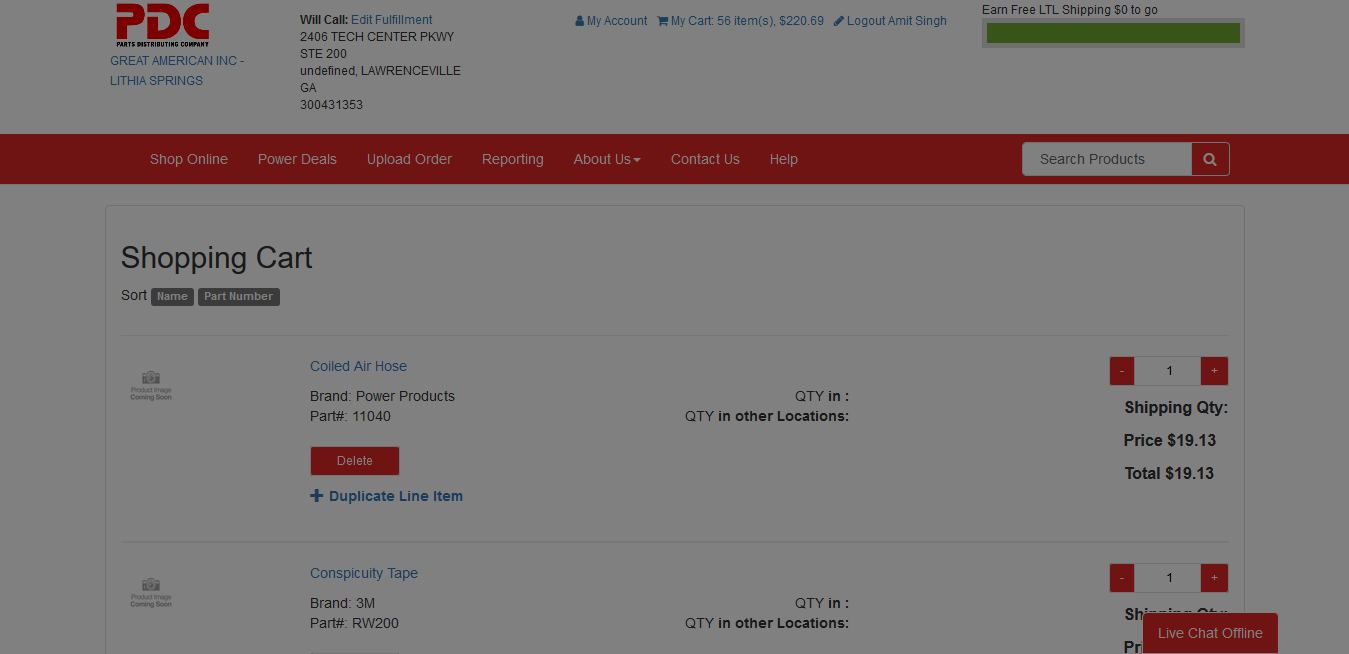 PDC
PARTS DISTRIBUTING COMPANY
GREAT AMERICAN INC -
LITHIA SPRINGS
Will Call: Edit Fulfillment
2406 TECH CENTER PKWY
STE 200
undefined, LAWRENCEVILLE
GA
300431353
My Account My Cart: 56 item(s), $220.69 Logout Amit Singh
Earn Free LTL Shipping $0 to go
Shop Online Power Deals Upload Order Reporting About Us Contact Us Help
Search Products
Shopping Cart
Sort Name Part Number
Product Image
Coming Soon
Coiled Air Hose
Brand: Power Products
Part#: 11040
Delete
+ Duplicate Line Item
QTY in :
QTY in other Locations:
- 1 +
Shipping Qty:
Price $19.13
Total $19.13
Product Image
Coming Soon
Conspicuity Tape
Brand: 3M
Part#: RW200
QTY in :
QTY in other Locations:
- 1 +
Live Chat Offline